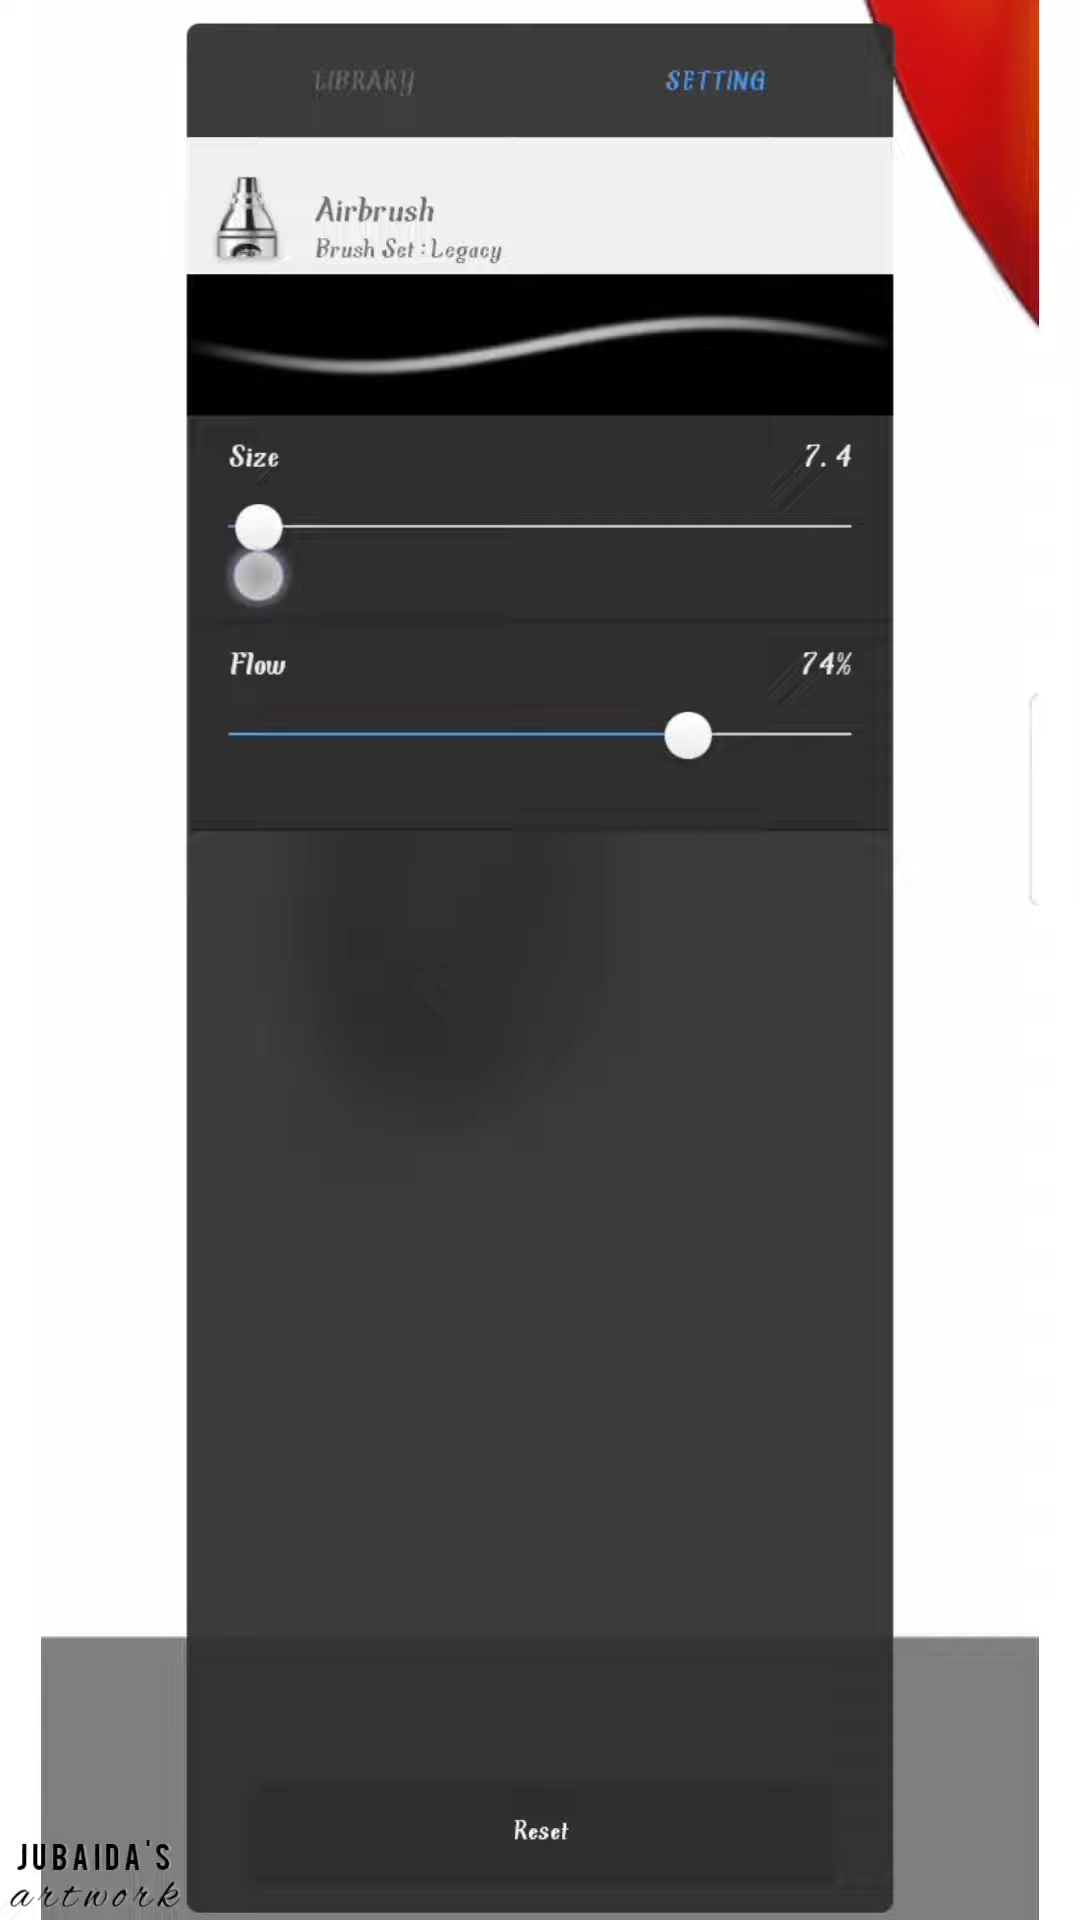 LIBRARY
SETTING
Airbrush
Brush Set : Legacy
Size
7.4
Flow
74%
Reset
JUBAIDA'S
artwork